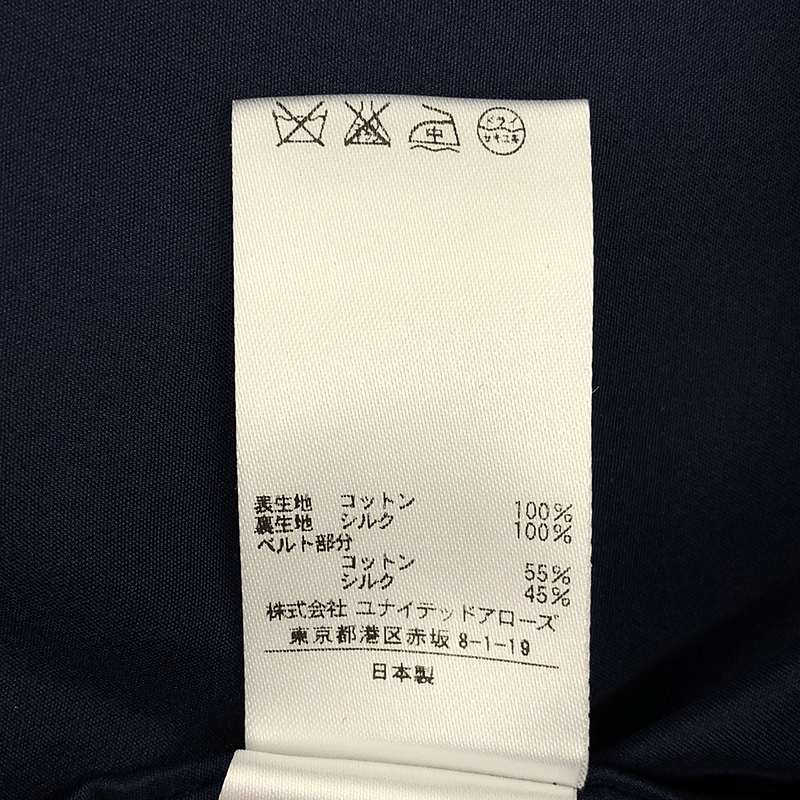 中 ドライ
セキユ系
表生地 コットン 100%
裏生地 シルク 100%
ベルト部分
コットン 55%
シルク 45%
株式会社 ユナイテッドアローズ
東京都港区赤坂 8-1-19
日本製